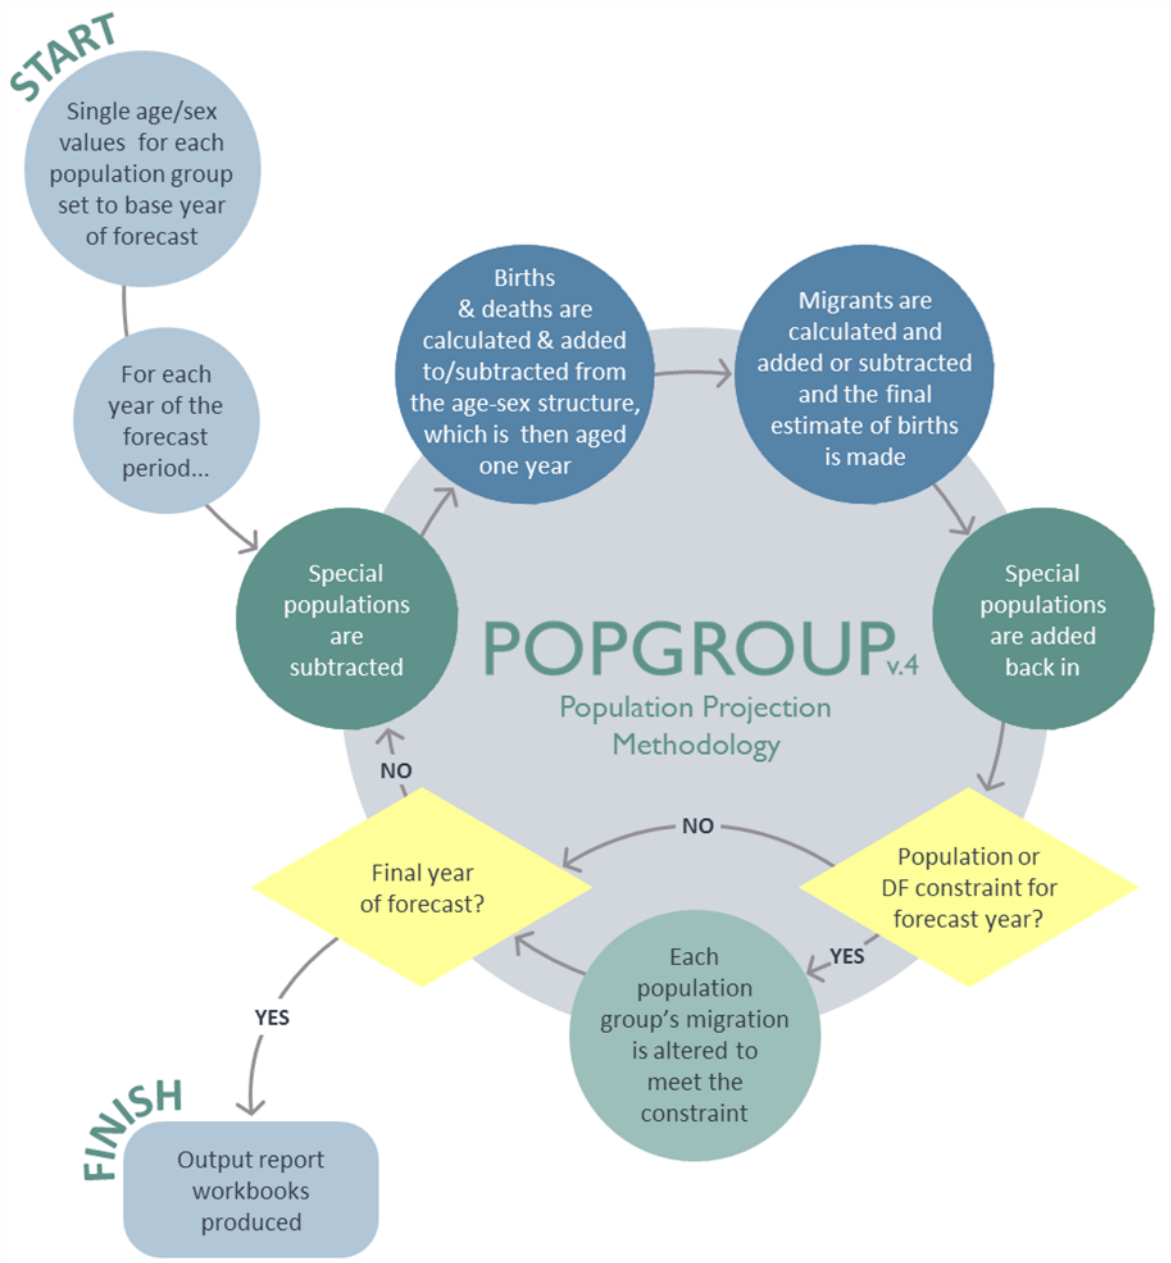 START
Single age/sex
values for each
population group
set to base year
of forecast
For each
year of the
forecast
period...
Special
populations
are
subtracted
Births
& deaths are
calculated & added
to/subtracted from
the age-sex structure,
which is then aged
one year
Migrants are
calculated and
added or subtracted
and the final
estimate of births
is made
Special
populations
are added
back in
POPGROUP v.4
Population Projection
Methodology
Population or
DF constraint for
forecast year?
NO
YES
Each
population
group's migration
is altered to
meet the
constraint
Final year
of forecast?
NO
YES
FINISH
Output report
workbooks
produced